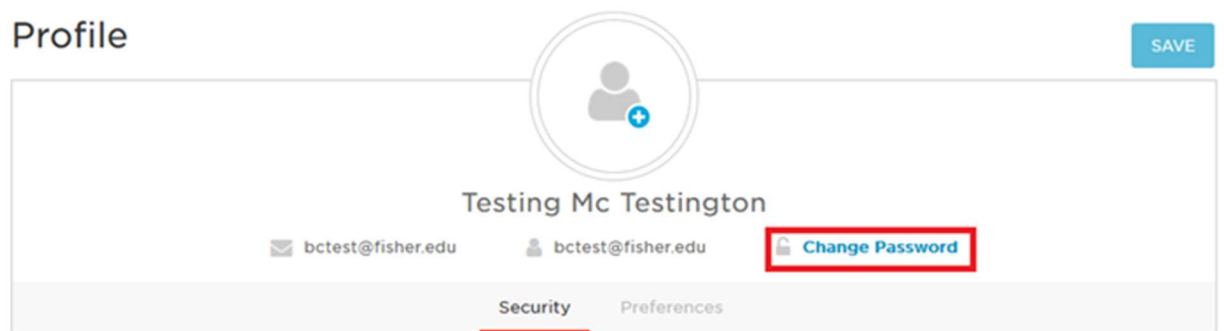 Profile
SAVE
Testing Mc Testington
bctest@fisher.edu bctest@fisher.edu Change Password
Security Preferences